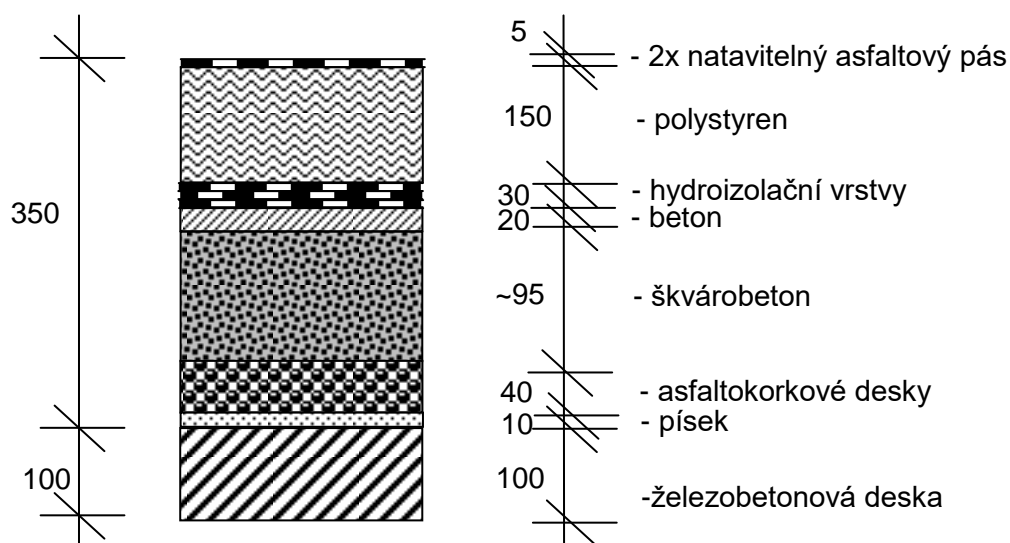 5 - 2x natavitelný asfaltový pás
150 - polystyren
30 - hydroizolační vrstvy
350
20 - beton
~95 - škvárobeton
40 - asfaltokorkové desky
10 - písek
100
100 -železobetonová deska